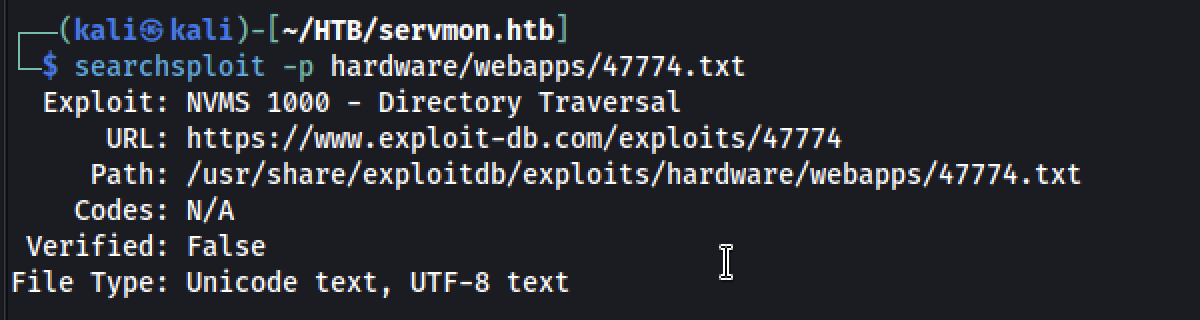 (kali㉿kali)-[~/HTB/servmon.htb]
$ searchsploit -p hardware/webapps/47774.txt
Exploit: NVMS 1000 - Directory Traversal
URL: https://www.exploit-db.com/exploits/47774
Path: /usr/share/exploitdb/exploits/hardware/webapps/47774.txt
Codes: N/A
Verified: False
File Type: Unicode text, UTF-8 text